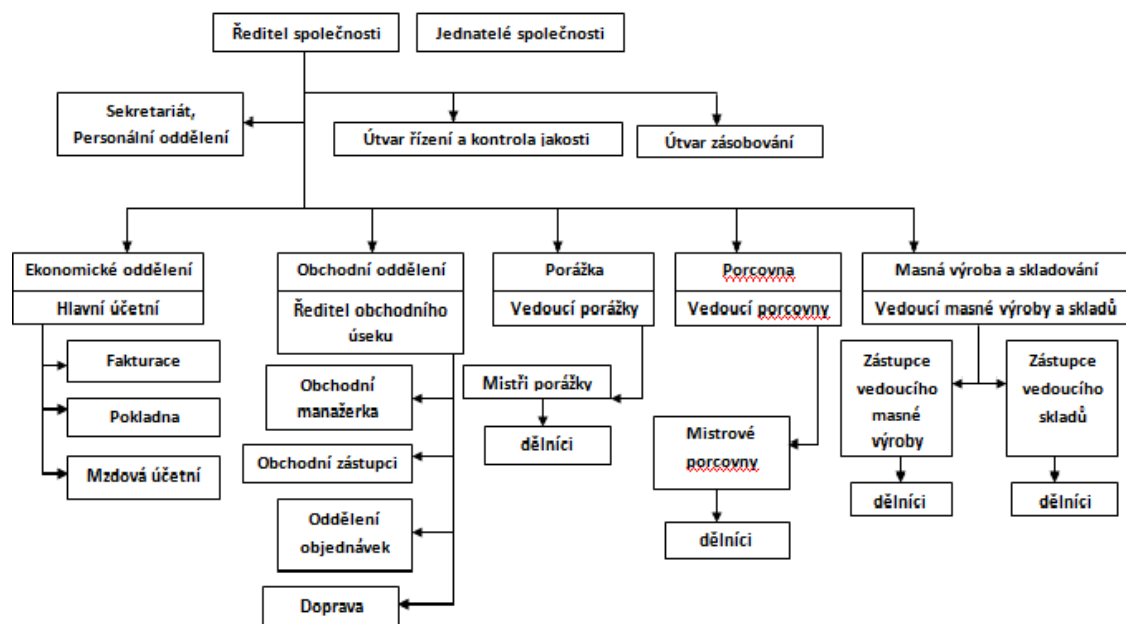 Ředitel společnosti
Jednatelé společnosti
Sekretariát,
Personální oddělení
Útvar řízení a kontrola jakosti
Útvar zásobování
Ekonomické oddělení
Hlavní účetní
Fakturace
Pokladna
Mzdová účetní
Obchodní oddělení
Ředitel obchodního
úseku
Obchodní
manažerka
Obchodní zástupci
Oddělení
objednávek
Doprava
Porážka
Vedoucí porážky
Mistři porážky
dělníci
Porcovna
Vedoucí porcovny
Mistrové
porcovny
dělníci
Masná výroba a skladování
Vedoucí masné výroby a skladů
Zástupce
vedoucího
masné
výroby
dělníci
Zástupce
vedoucího
skladů
dělníci